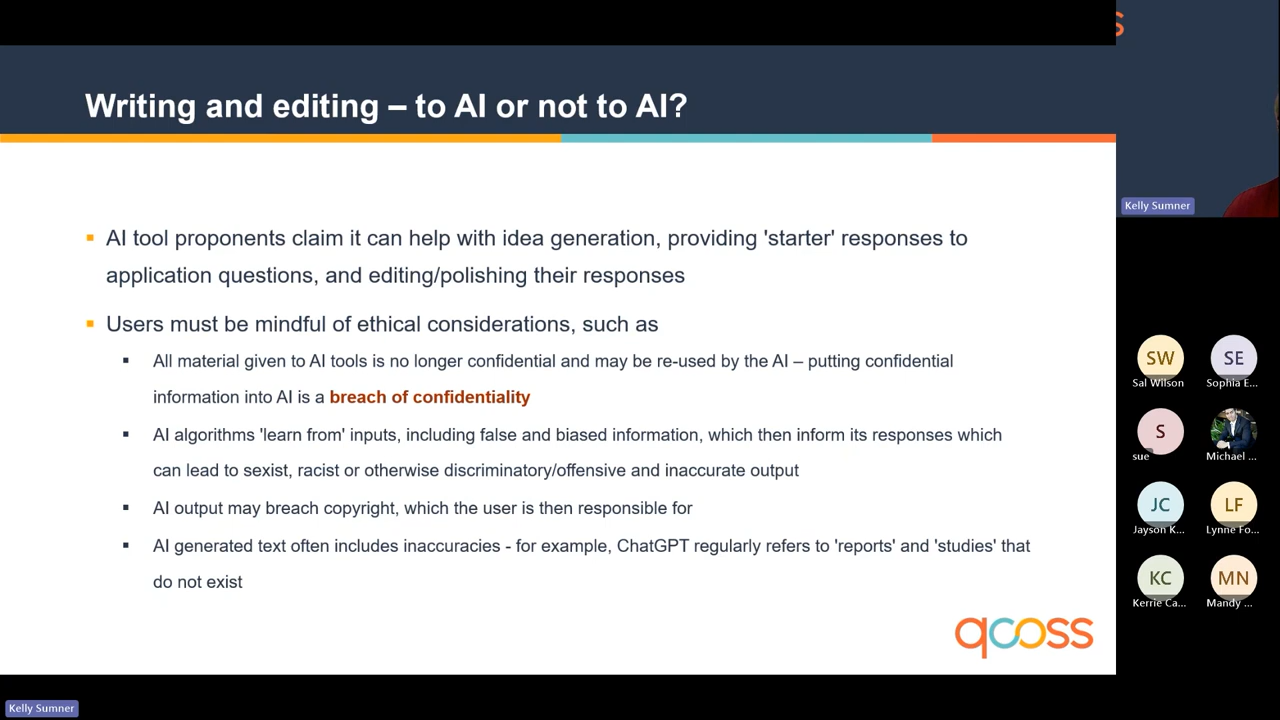 Writing and editing – to AI or not to AI?
AI tool proponents claim it can help with idea generation, providing 'starter' responses to
application questions, and editing/polishing their responses
Users must be mindful of ethical considerations, such as
All material given to AI tools is no longer confidential and may be re-used by the AI – putting confidential
information into AI is a breach of confidentiality
AI algorithms 'learn from' inputs, including false and biased information, which then inform its responses which
can lead to sexist, racist or otherwise discriminatory/offensive and inaccurate output
AI output may breach copyright, which the user is then responsible for
AI generated text often includes inaccuracies - for example, ChatGPT regularly refers to 'reports' and 'studies' that
do not exist
qcoss
Kelly Sumner
Kelly Sumner
SW
Sal Wilson
SE
Sophia E...
S
sue
Michael ...
JC
Jayson K...
LF
Lynne Fo...
KC
Kerrie Ca...
MN
Mandy ...